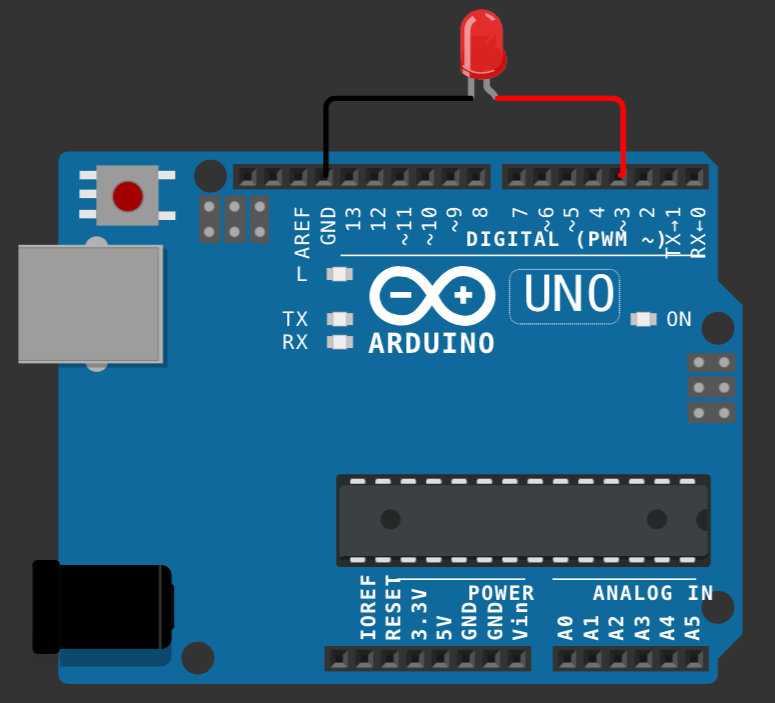 AREF GND 13 12 ~11 ~10 ~9 8 7 ~6 ~5 4 ~3 2 TX→1 RX←0
DIGITAL (PWM ~)
L
UNO
TX
ON
RX
ARDUINO
POWER
ANALOG IN
IOREF RESET 3.3V 5V GND GND Vin A0 A1 A2 A3 A4 A5